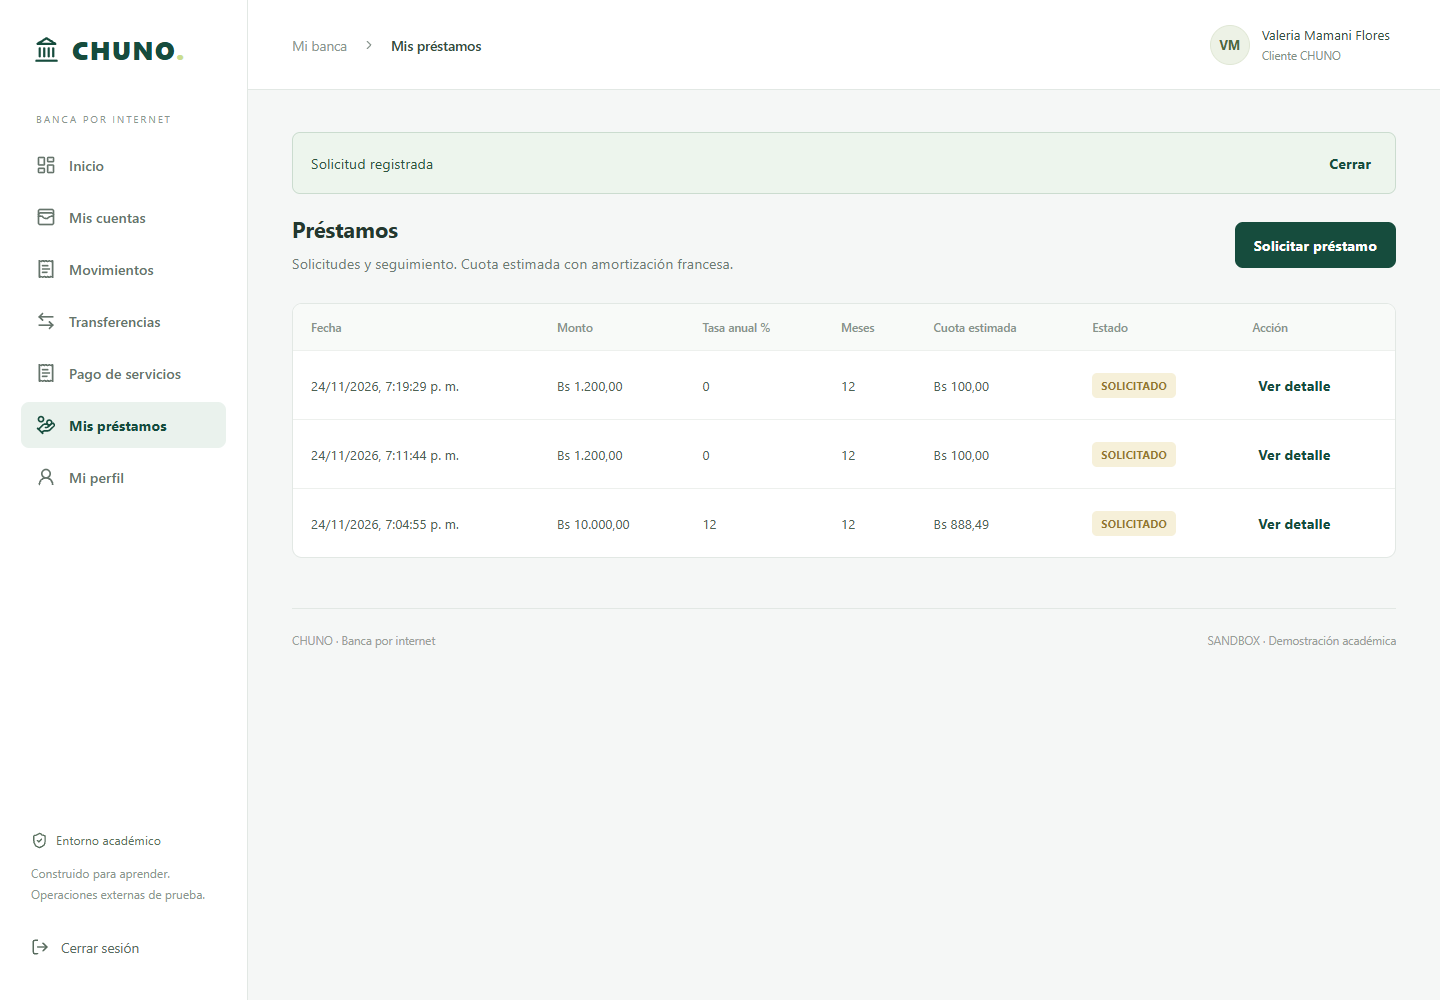 CHUNO.
BANCA POR INTERNET
Inicio
Mis cuentas
Movimientos
Transferencias
Pago de servicios
Mis préstamos
Mi perfil
Entorno académico
Construido para aprender.
Operaciones externas de prueba.
Cerrar sesión
Mi banca > Mis préstamos
VM
Valeria Mamani Flores
Cliente CHUNO
Solicitud registrada Cerrar
Préstamos
Solicitudes y seguimiento. Cuota estimada con amortización francesa.
Solicitar préstamo
Fecha Monto Tasa anual % Meses Cuota estimada Estado Acción
24/11/2026, 7:19:29 p. m. Bs 1.200,00 0 12 Bs 100,00 SOLICITADO Ver detalle
24/11/2026, 7:11:44 p. m. Bs 1.200,00 0 12 Bs 100,00 SOLICITADO Ver detalle
24/11/2026, 7:04:55 p. m. Bs 10.000,00 12 12 Bs 888,49 SOLICITADO Ver detalle
CHUNO · Banca por internet SANDBOX · Demostración académica